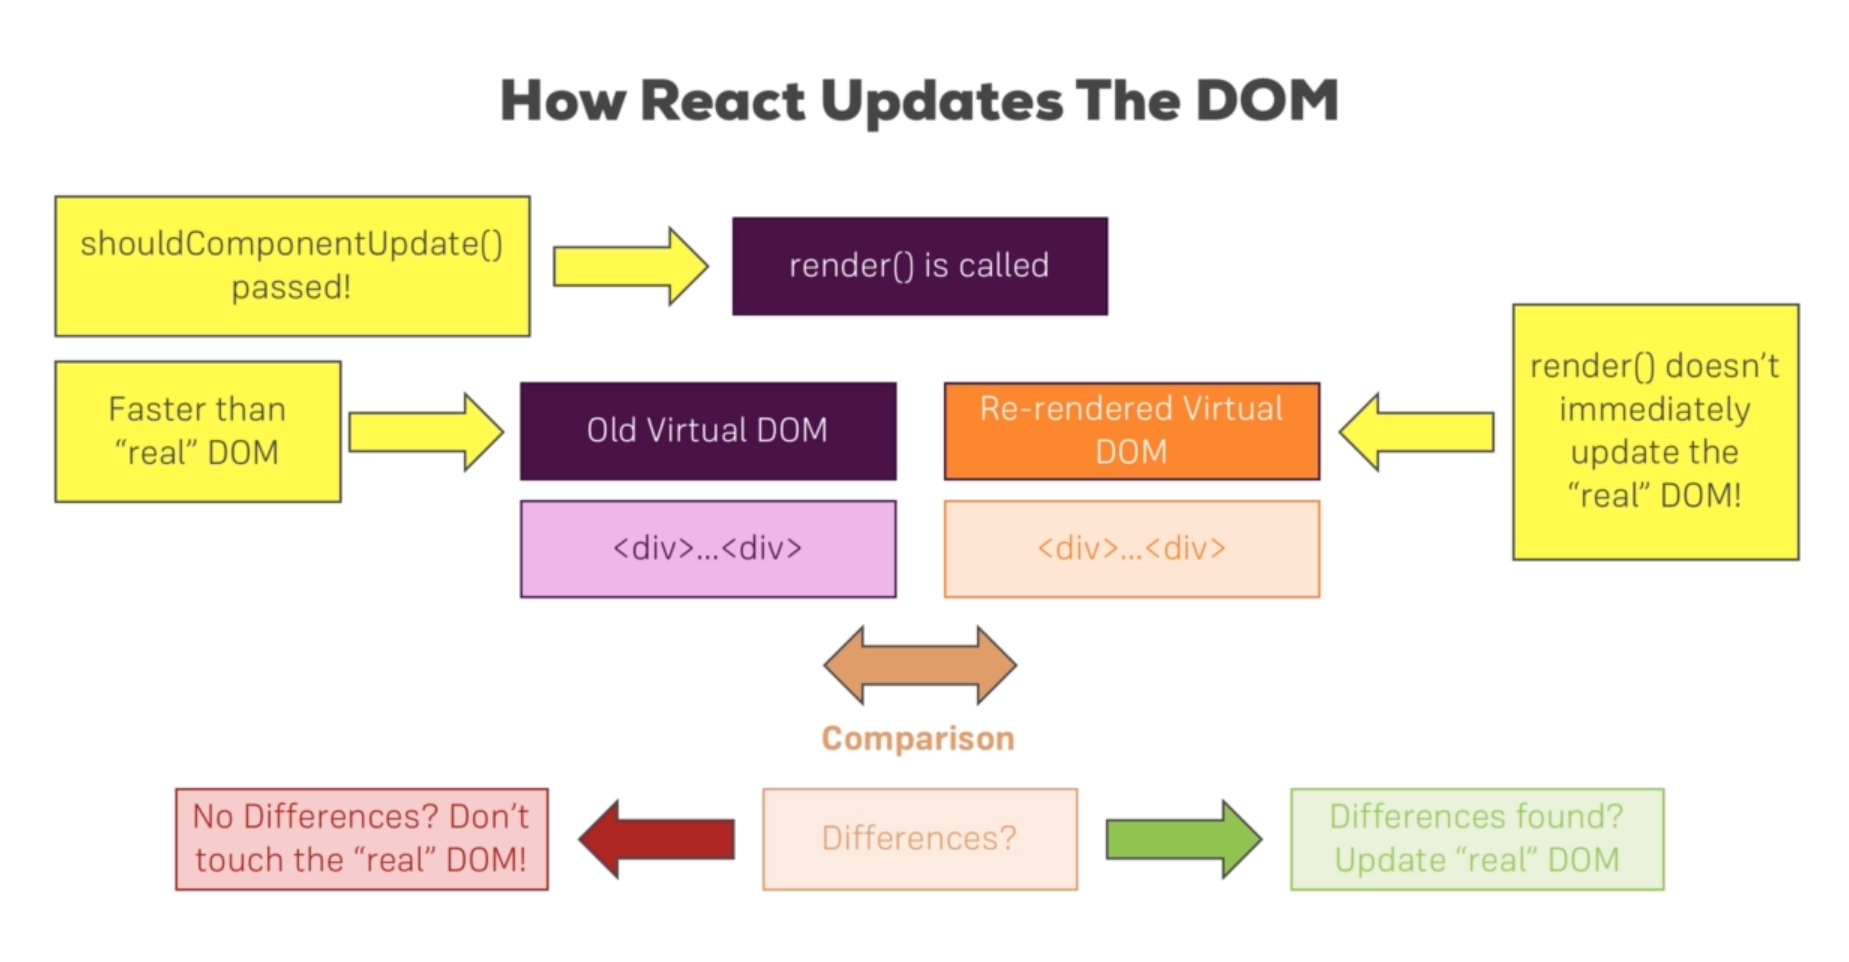 How React Updates The DOM
shouldComponentUpdate()
passed!
render() is called
Faster than
“real” DOM
Old Virtual DOM
Re-rendered Virtual
DOM
render() doesn’t
immediately
update the
“real” DOM!
<div>...<div>
<div>...<div>
Comparison
No Differences? Don’t
touch the “real” DOM!
Differences?
Differences found?
Update “real” DOM